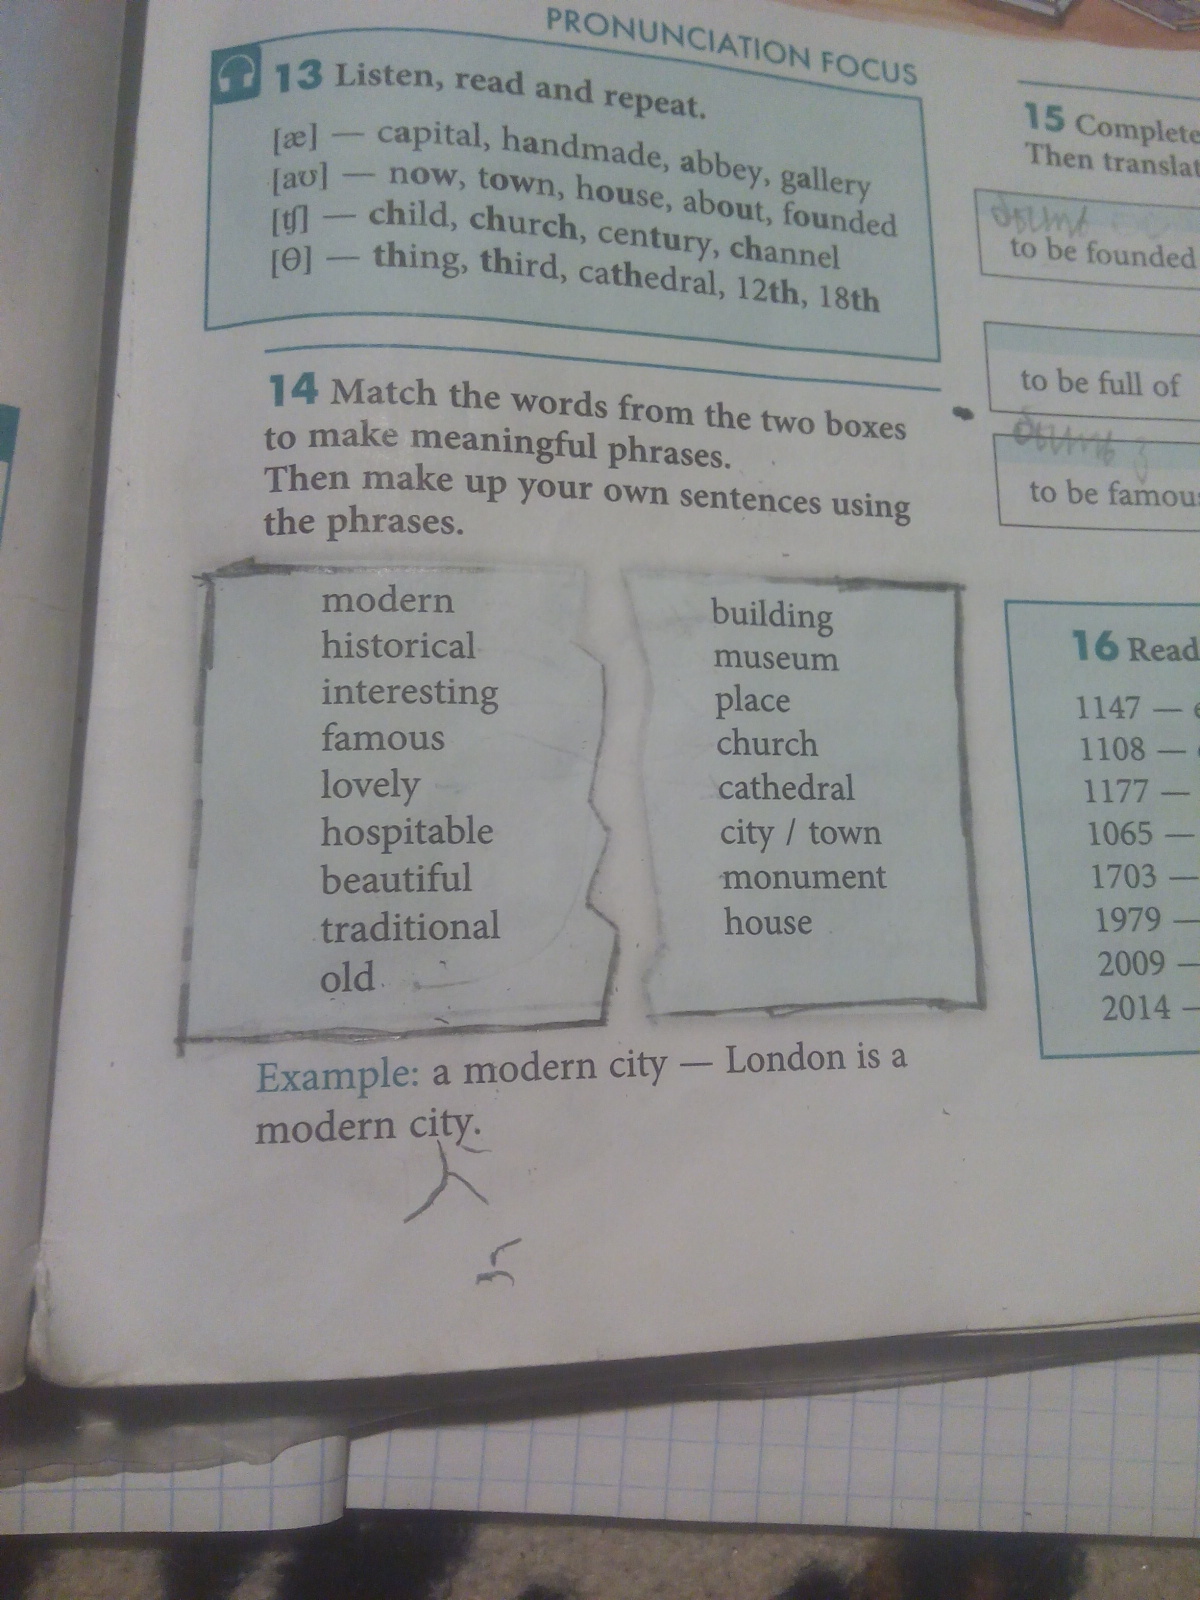 PRONUNCIATION FOCUS
13 Listen, read and repeat.
[æ] — capital, handmade, abbey, gallery
[aʊ] — now, town, house, about, founded
[ʧ] — child, church, century, channel
[θ] — thing, third, cathedral, 12th, 18th
14 Match the words from the two boxes
to make meaningful phrases.
Then make up your own sentences using
the phrases.
modern
historical
interesting
famous
lovely
hospitable
beautiful
traditional
old
building
museum
place
church
cathedral
city / town
monument
house
Example: a modern city — London is a
modern city.
15 Complete
Then translat
to be founded
to be full of
to be famous
16 Read
1147 —
1108 —
1177 —
1065 —
1703 —
1979 —
2009 —
2014 —